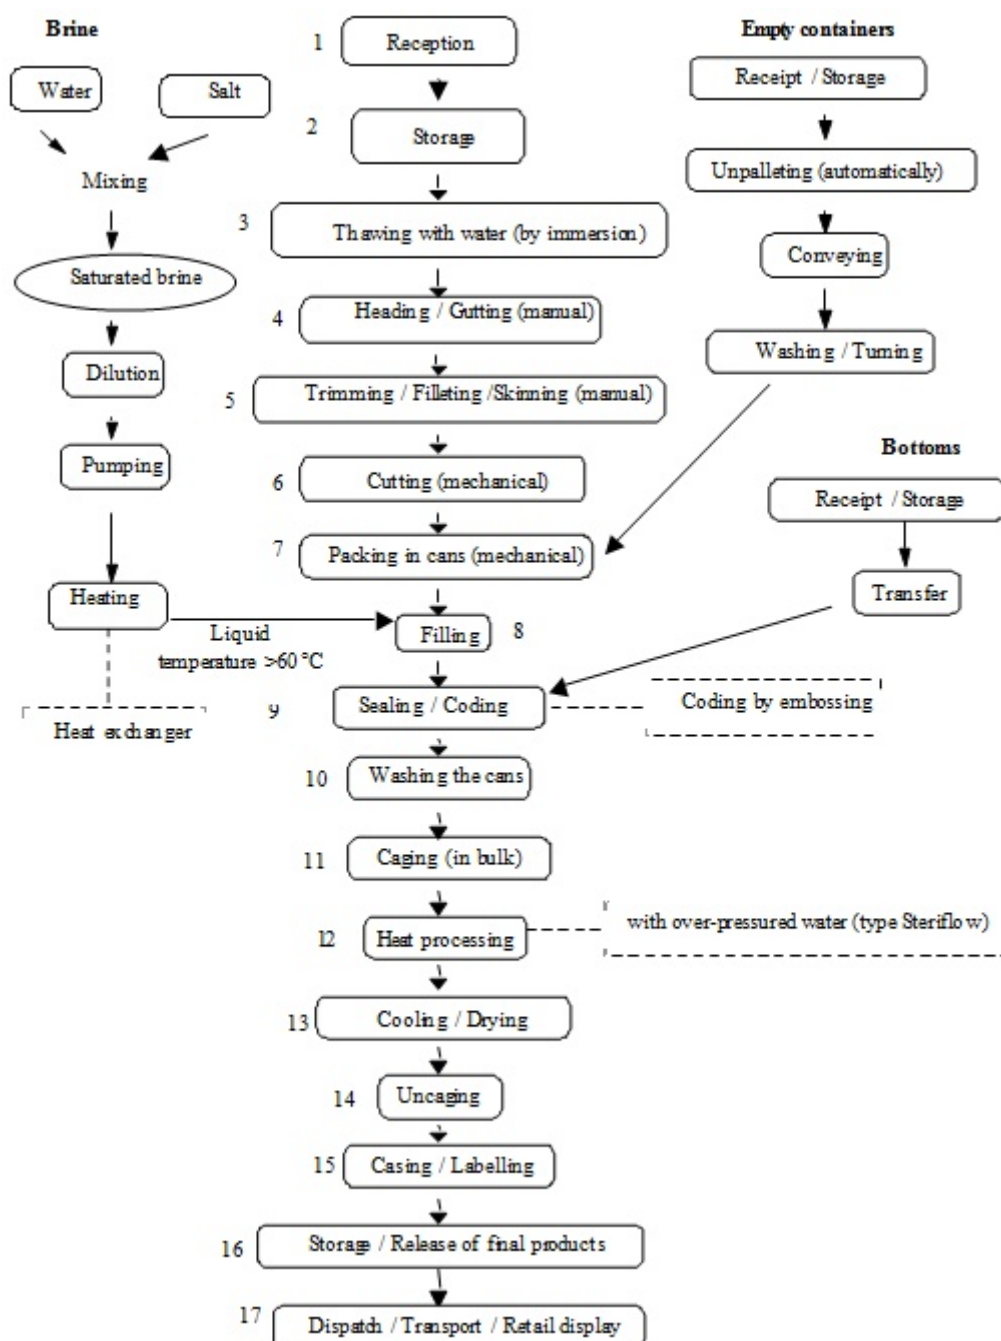 Brine
Water
Salt
Mixing
Saturated brine
Dilution
Pumping
Heating
Liquid
temperature >60 °C
Heat exchanger
1 Reception
2 Storage
3 Thawing with water (by immersion)
4 Heading / Gutting (manual)
5 Trimming / Filleting /Skinning (manual)
6 Cutting (mechanical)
7 Packing in cans (mechanical)
Filling 8
9 Sealing / Coding
10 Washing the cans
11 Caging (in bulk)
12 Heat processing
13 Cooling / Drying
14 Uncaging
15 Casing / Labelling
16 Storage / Release of final products
17 Dispatch / Transport / Retail display
Empty containers
Receipt / Storage
Unpalleting (automatically)
Conveying
Washing / Turning
Bottoms
Receipt / Storage
Transfer
Coding by embossing
with over-pressured water (type Steriflow)